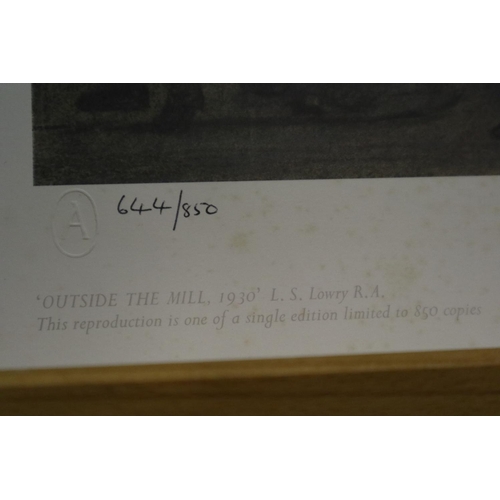 644/850
A
'OUTSIDE THE MILL, 1930' L. S. Lowry R.A.
This reproduction is one of a single edition limited to 850 copies